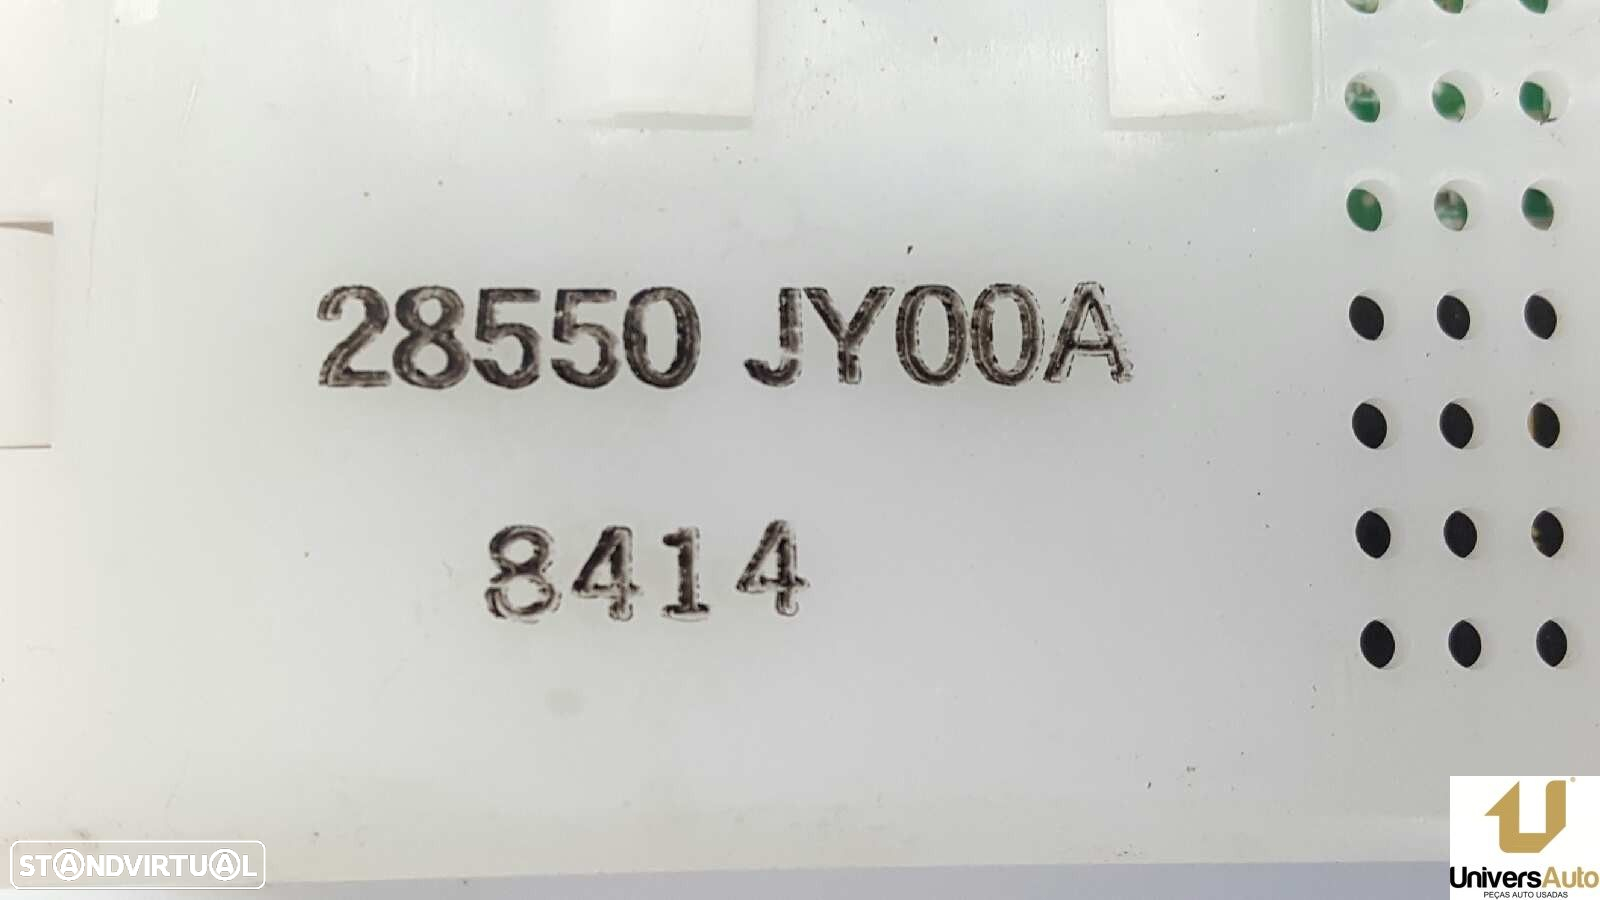 28550 JY00A
8414
STANDVIRTUAL
UniversAuto
PEÇAS AUTO USADAS